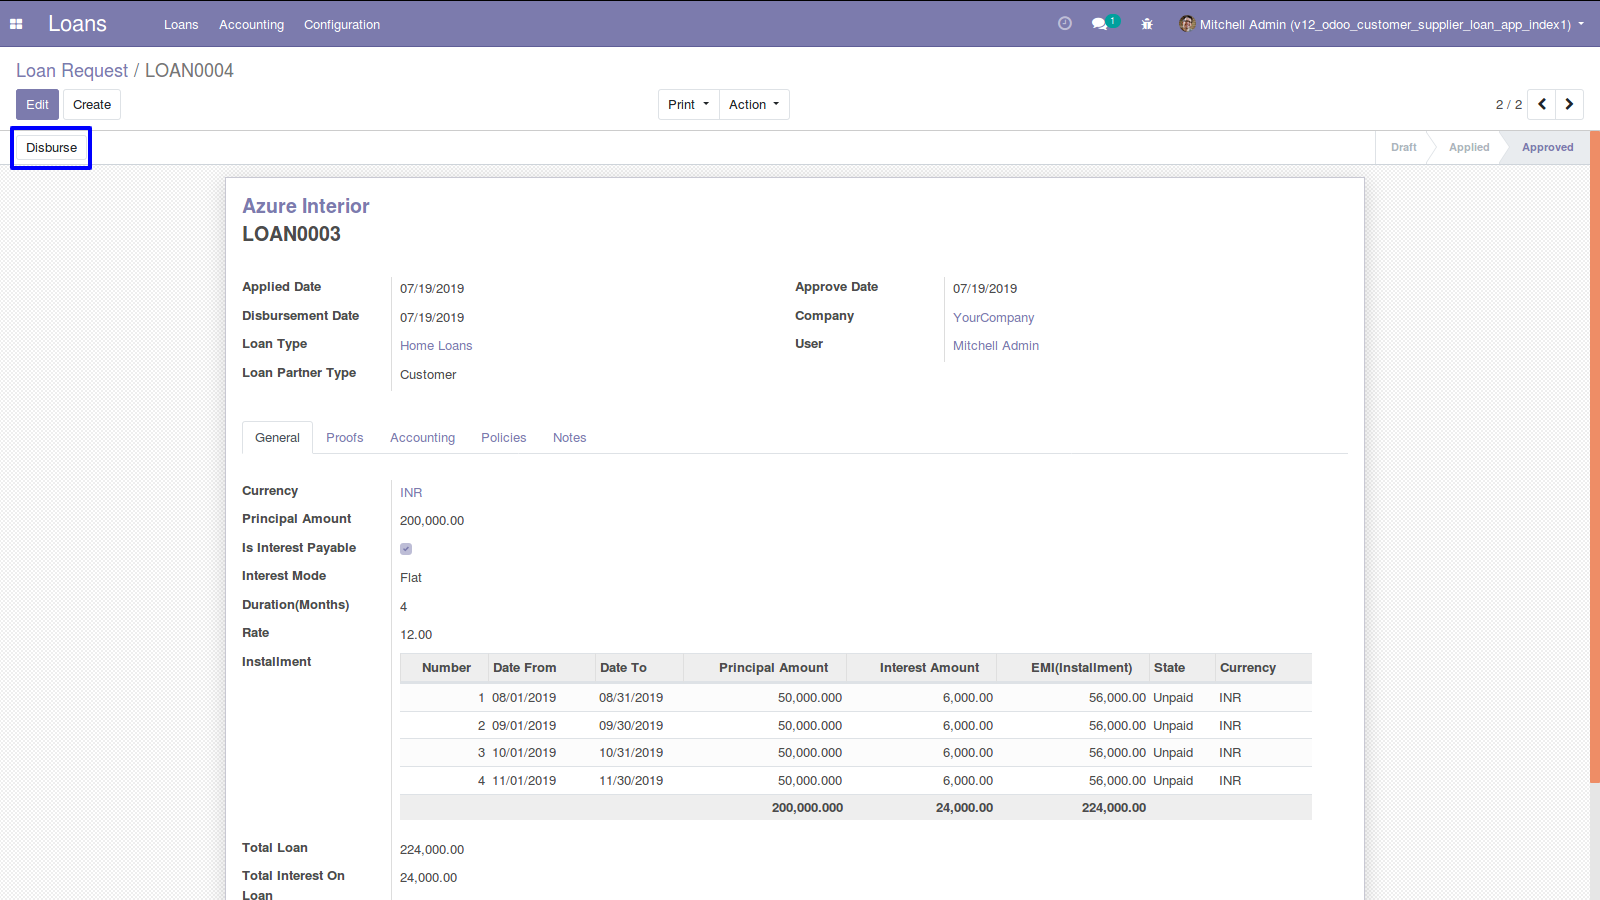 Loans Loans Accounting Configuration 1 Mitchell Admin (v12_odoo_customer_supplier_loan_app_index1)
Loan Request / LOAN0004
Edit Create Print Action 2 / 2
Disburse Draft Applied Approved
Azure Interior
LOAN0003
Applied Date 07/19/2019 Approve Date 07/19/2019
Disbursement Date 07/19/2019 Company YourCompany
Loan Type Home Loans User Mitchell Admin
Loan Partner Type Customer
General Proofs Accounting Policies Notes
Currency INR
Principal Amount 200,000.00
Is Interest Payable
Interest Mode Flat
Duration(Months) 4
Rate 12.00
Installment Number Date From Date To Principal Amount Interest Amount EMI(Installment) State Currency
1 08/01/2019 08/31/2019 50,000.000 6,000.00 56,000.00 Unpaid INR
2 09/01/2019 09/30/2019 50,000.000 6,000.00 56,000.00 Unpaid INR
3 10/01/2019 10/31/2019 50,000.000 6,000.00 56,000.00 Unpaid INR
4 11/01/2019 11/30/2019 50,000.000 6,000.00 56,000.00 Unpaid INR
200,000.000 24,000.00 224,000.00
Total Loan 224,000.00
Total Interest On 24,000.00
Loan